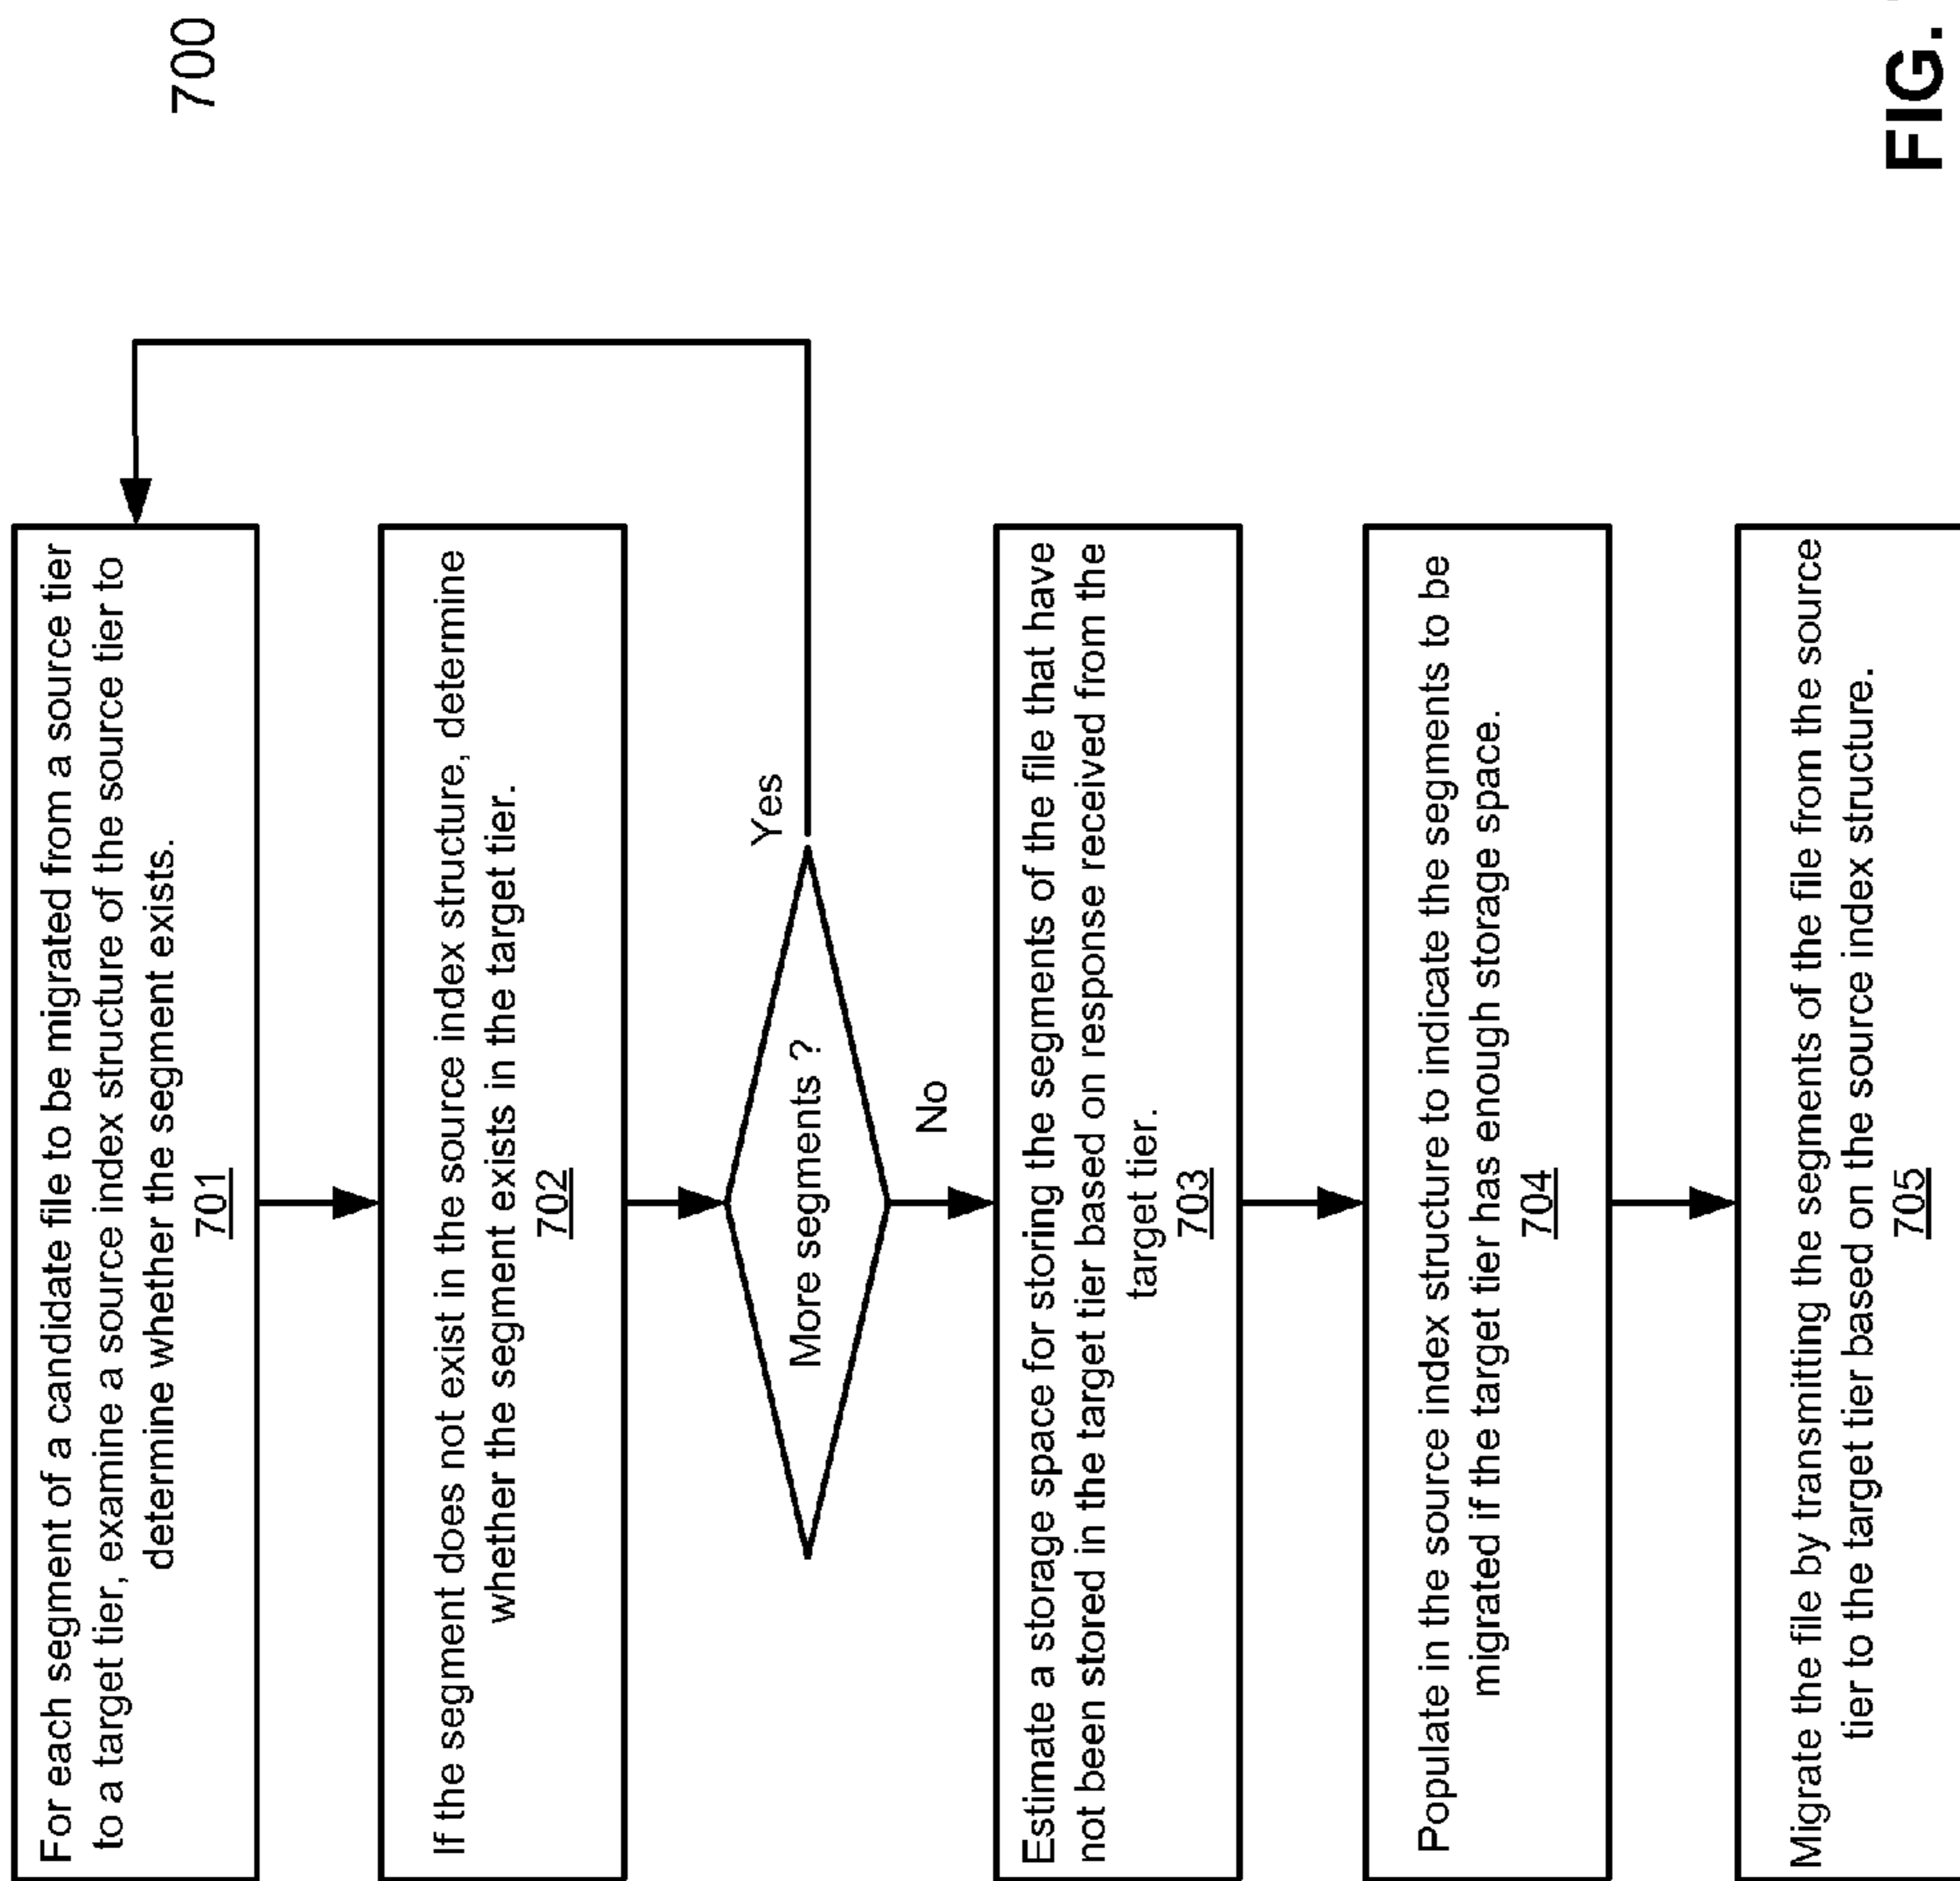 700
For each segment of a candidate file to be migrated from a source tier
to a target tier, examine a source index structure of the source tier to
determine whether the segment exists.
701
If the segment does not exist in the source index structure, determine
whether the segment exists in the target tier.
702
More segments ?
Yes
No
Estimate a storage space for storing the segments of the file that have
not been stored in the target tier based on response received from the
target tier.
703
Populate in the source index structure to indicate the segments to be
migrated if the target tier has enough storage space.
704
Migrate the file by transmitting the segments of the file from the source
tier to the target tier based on the source index structure.
705
FIG.